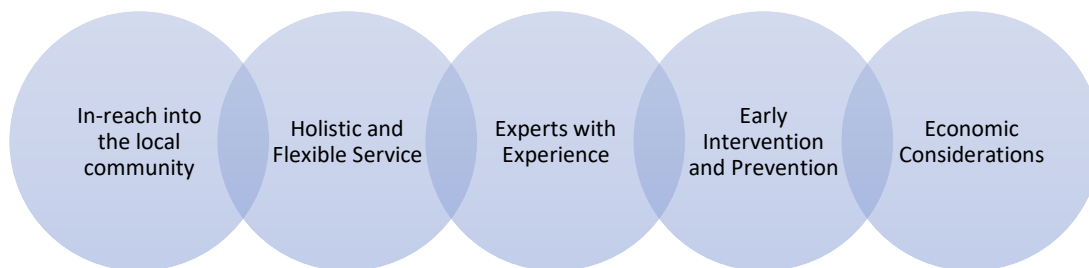 In-reach into
the local
community
Holistic and
Flexible Service
Experts with
Experience
Early
Intervention
and Prevention
Economic
Considerations